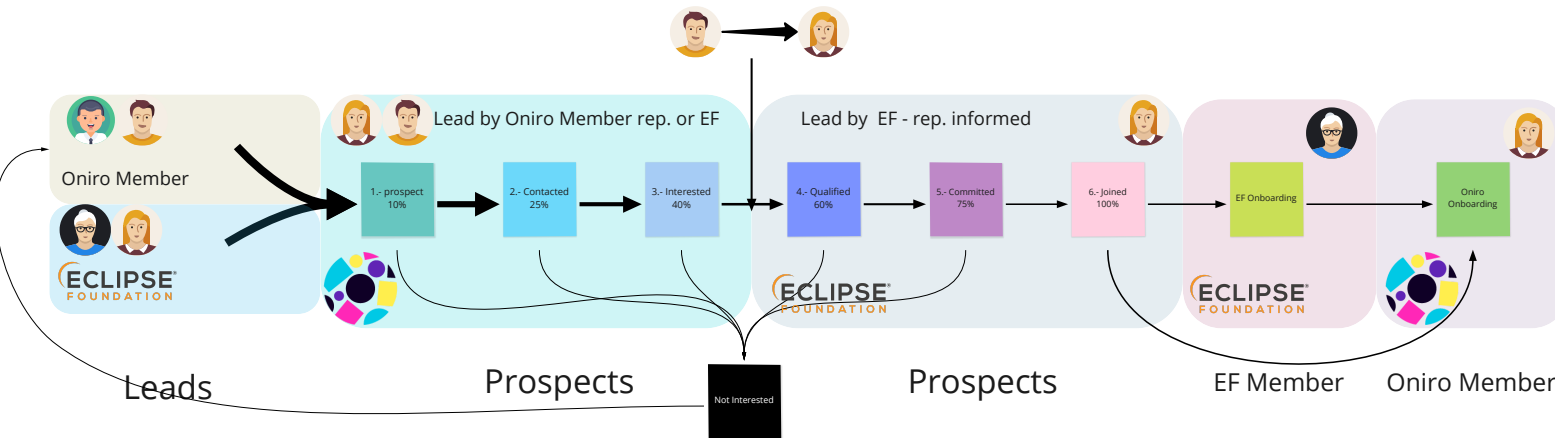 Lead by Oniro Member rep. or EF
Lead by  EF - rep. informed
Oniro Member
1.- prospect
10%
2.- Contacted
25%
3.- Interested
40%
4.- Qualified
60%
5.- Committed
75%
6.- Joined
100%
EF Onboarding
Oniro
Onboarding
ECLIPSE®
FOUNDATION
ECLIPSE®
FOUNDATION
ECLIPSE®
FOUNDATION
Leads
Prospects
Prospects
EF Member
Oniro Member
Not Interested